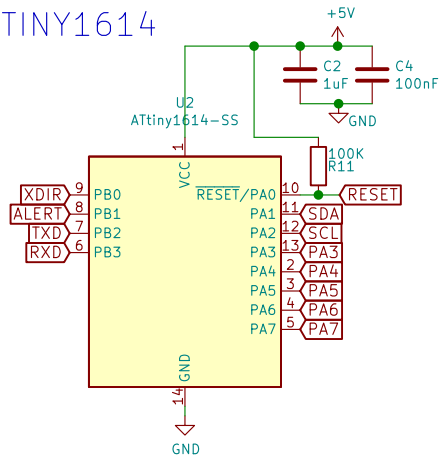 TINY1614
+5V
C2
1uF
C4
100nF
GND
U2
ATtiny1614-SS
1
VCC
100K
R11
XDIR 9 PB0
RESET/PA0 10 RESET
ALERT 8 PB1
PA1 11 SDA
TXD 7 PB2
PA2 12 SCL
RXD 6 PB3
PA3 13 PA3
PA4 2 PA4
PA5 3 PA5
PA6 4 PA6
PA7 5 PA7
GND
14
GND